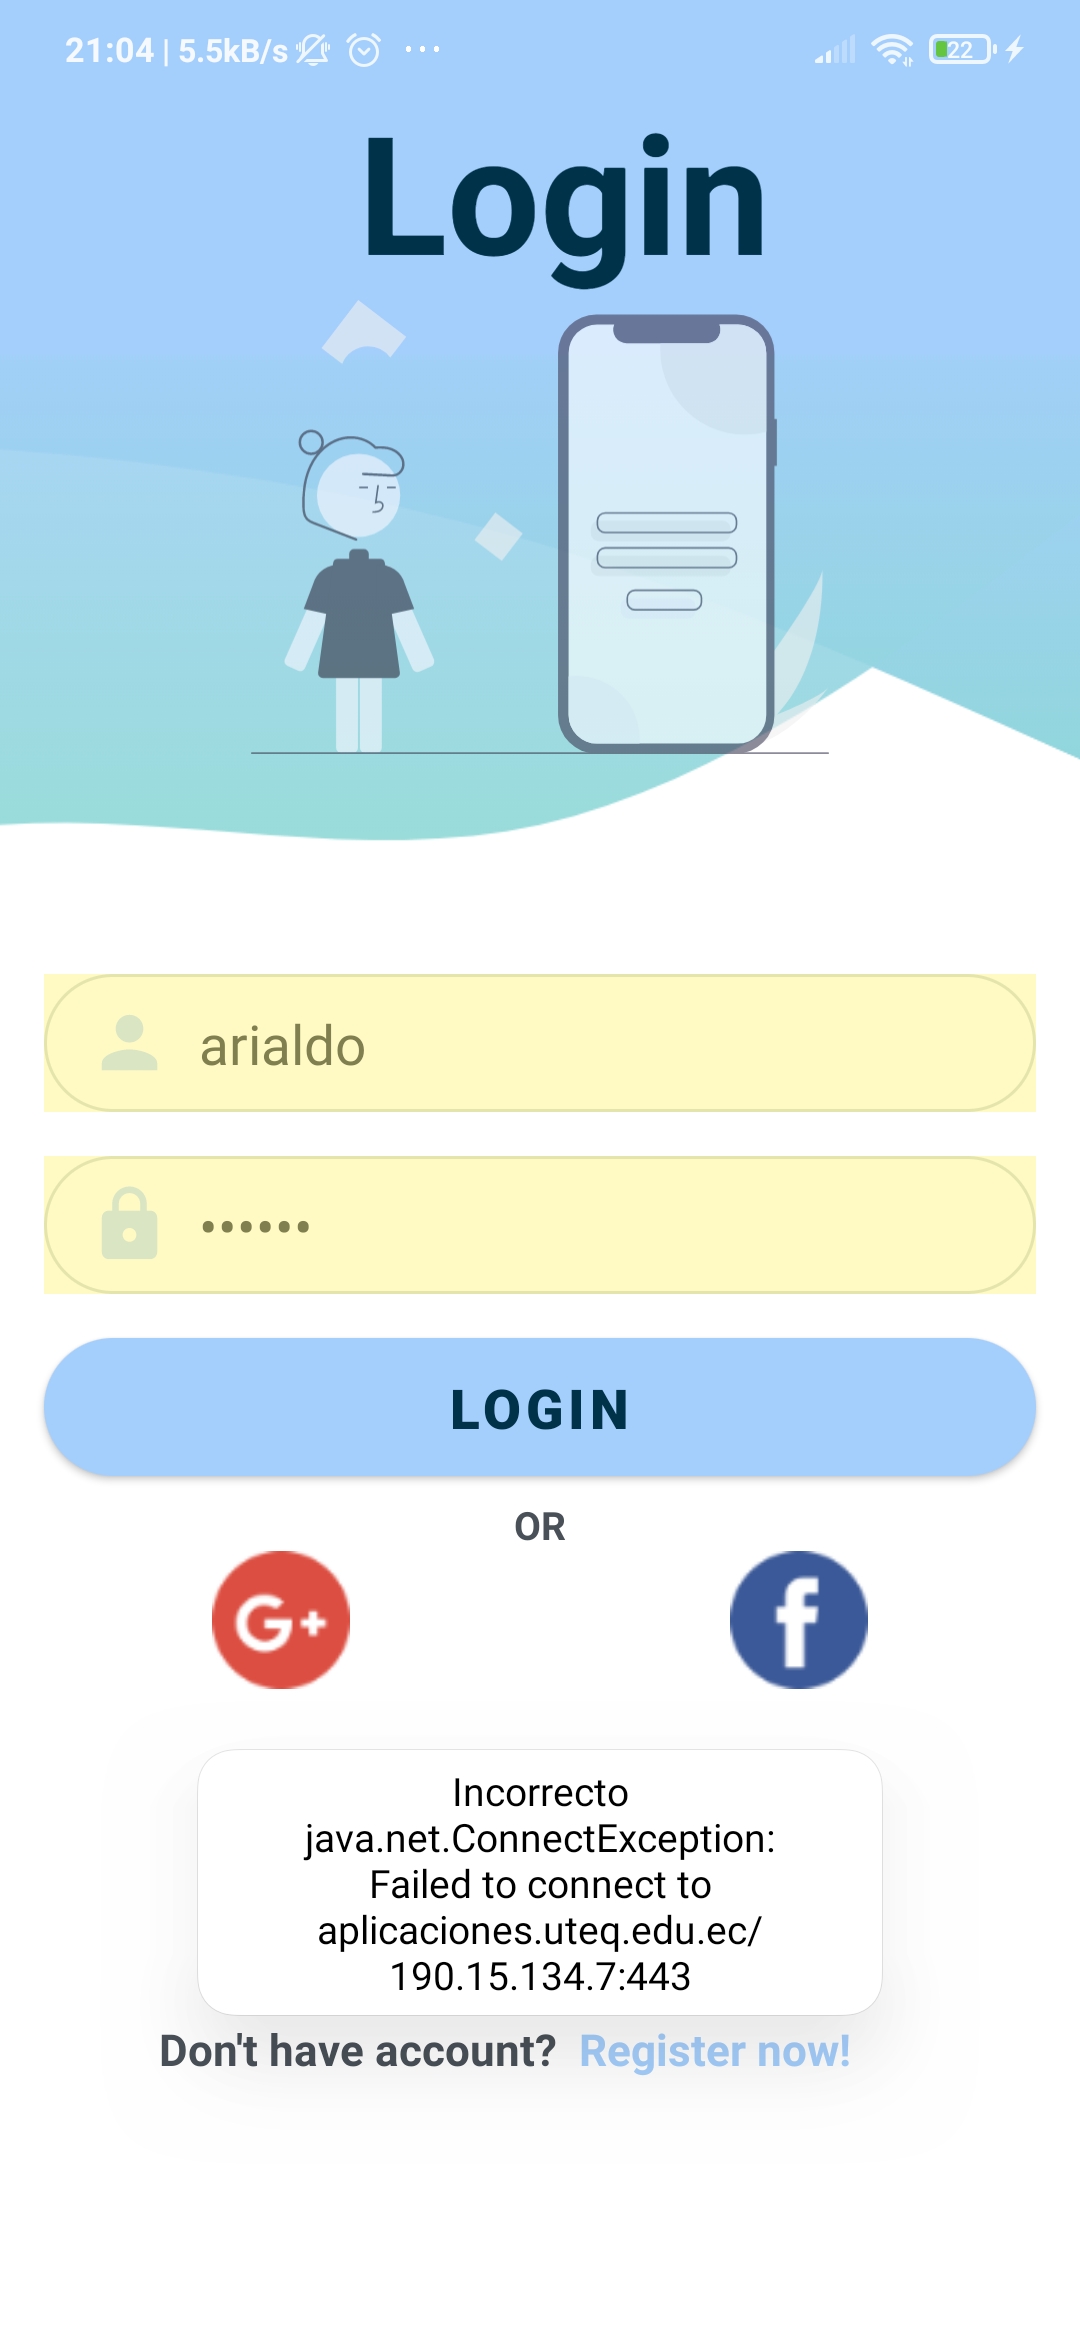 21:04 | 5.5kB/s ... 22
Login
arialdo
••••••
LOGIN
OR
G+ f
Incorrecto
java.net.ConnectException:
Failed to connect to
aplicaciones.uteq.edu.ec/
190.15.134.7:443
Don't have account? Register now!